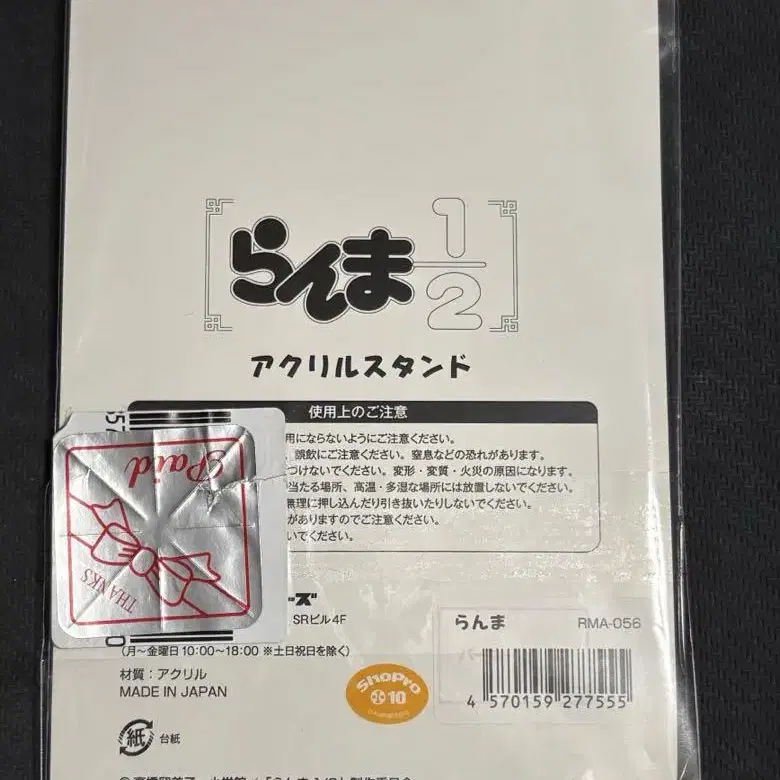 らんま 1/2
アクリルスタンド
使用上のご注意
用にならないようにご注意ください。
誤飲にご注意ください。窒息などの恐れがあります。
つけないでください。変形・変質・火災の原因になります。
当たる場所、高温・多湿な場所には放置しないでください。
無理に押し込んだり引き抜いたりしないでください。
がありますのでご注意ください。
いでください。
Paid
THANKS
ーズ
SRビル4F
(月~金曜日10:00~18:00 ※土日祝日を除く)
材質:アクリル
MADE IN JAPAN
ShoPro
10
らんま RMA-056
4 570159 277555
紙 台紙